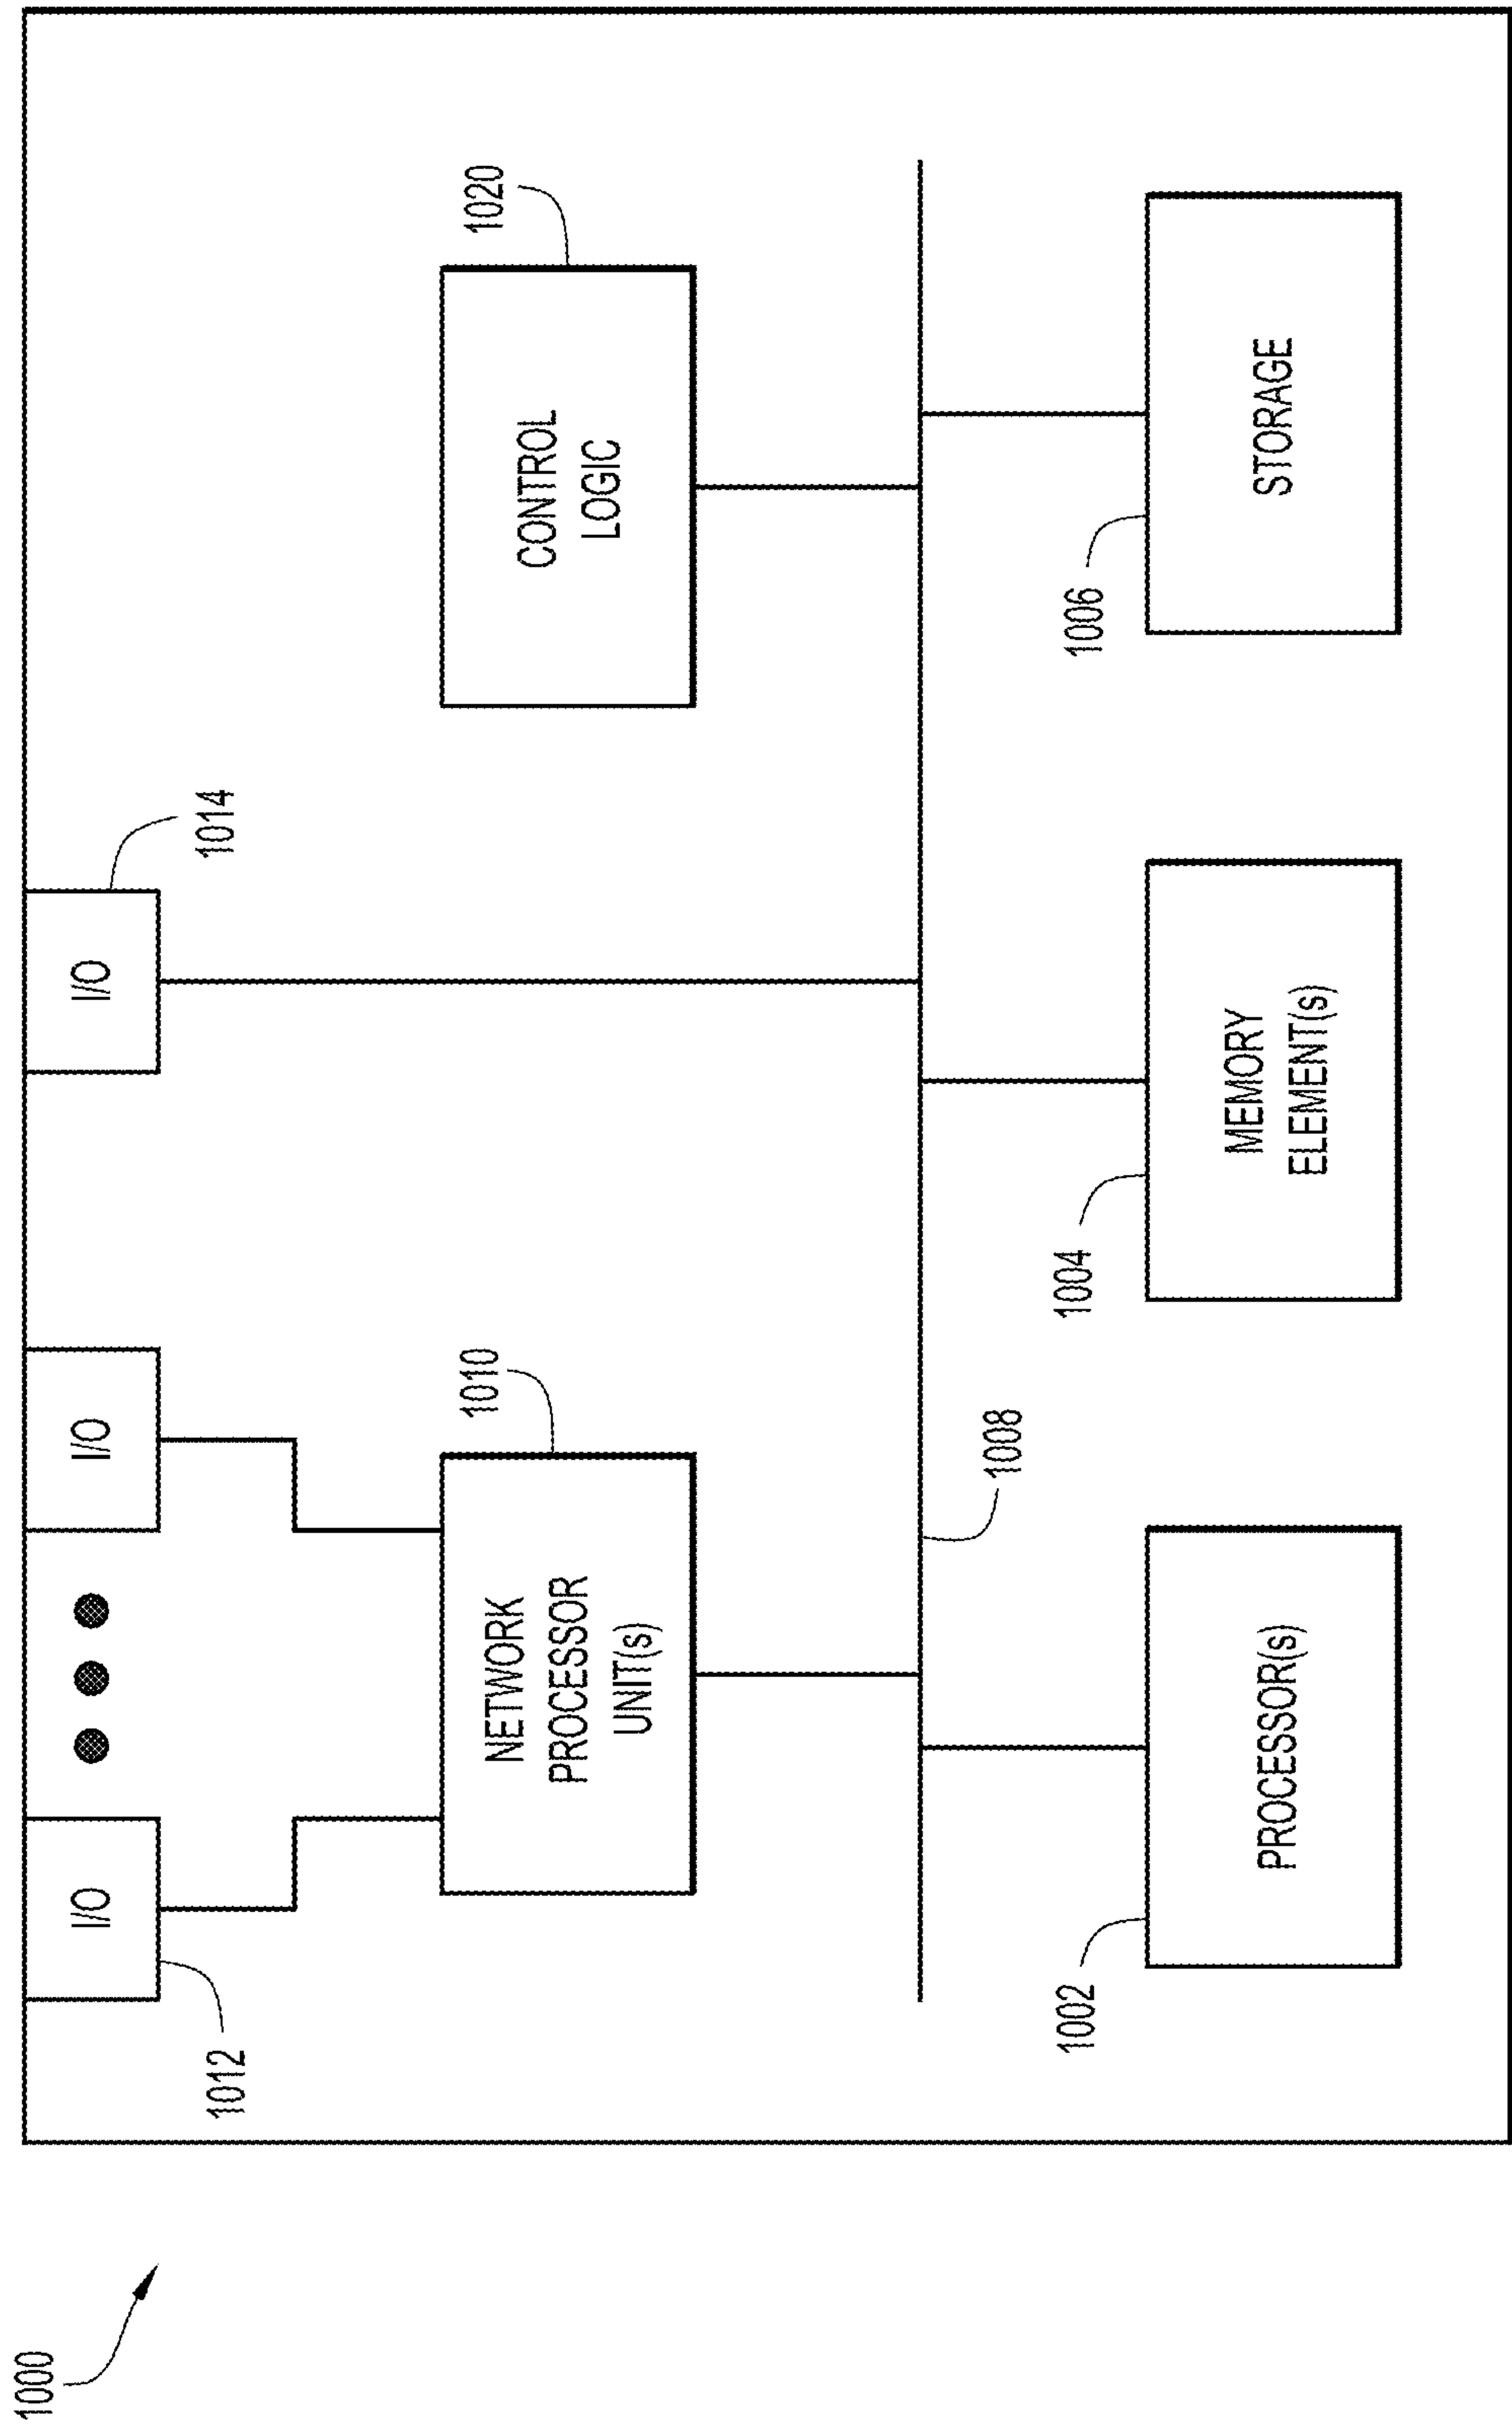 1000
I/O
I/O
I/O
1012
1014
NETWORK
PROCESSOR
UNIT(s)
1010
CONTROL
LOGIC
1020
1008
PROCESSOR(s)
1002
MEMORY
ELEMENT(s)
1004
STORAGE
1006